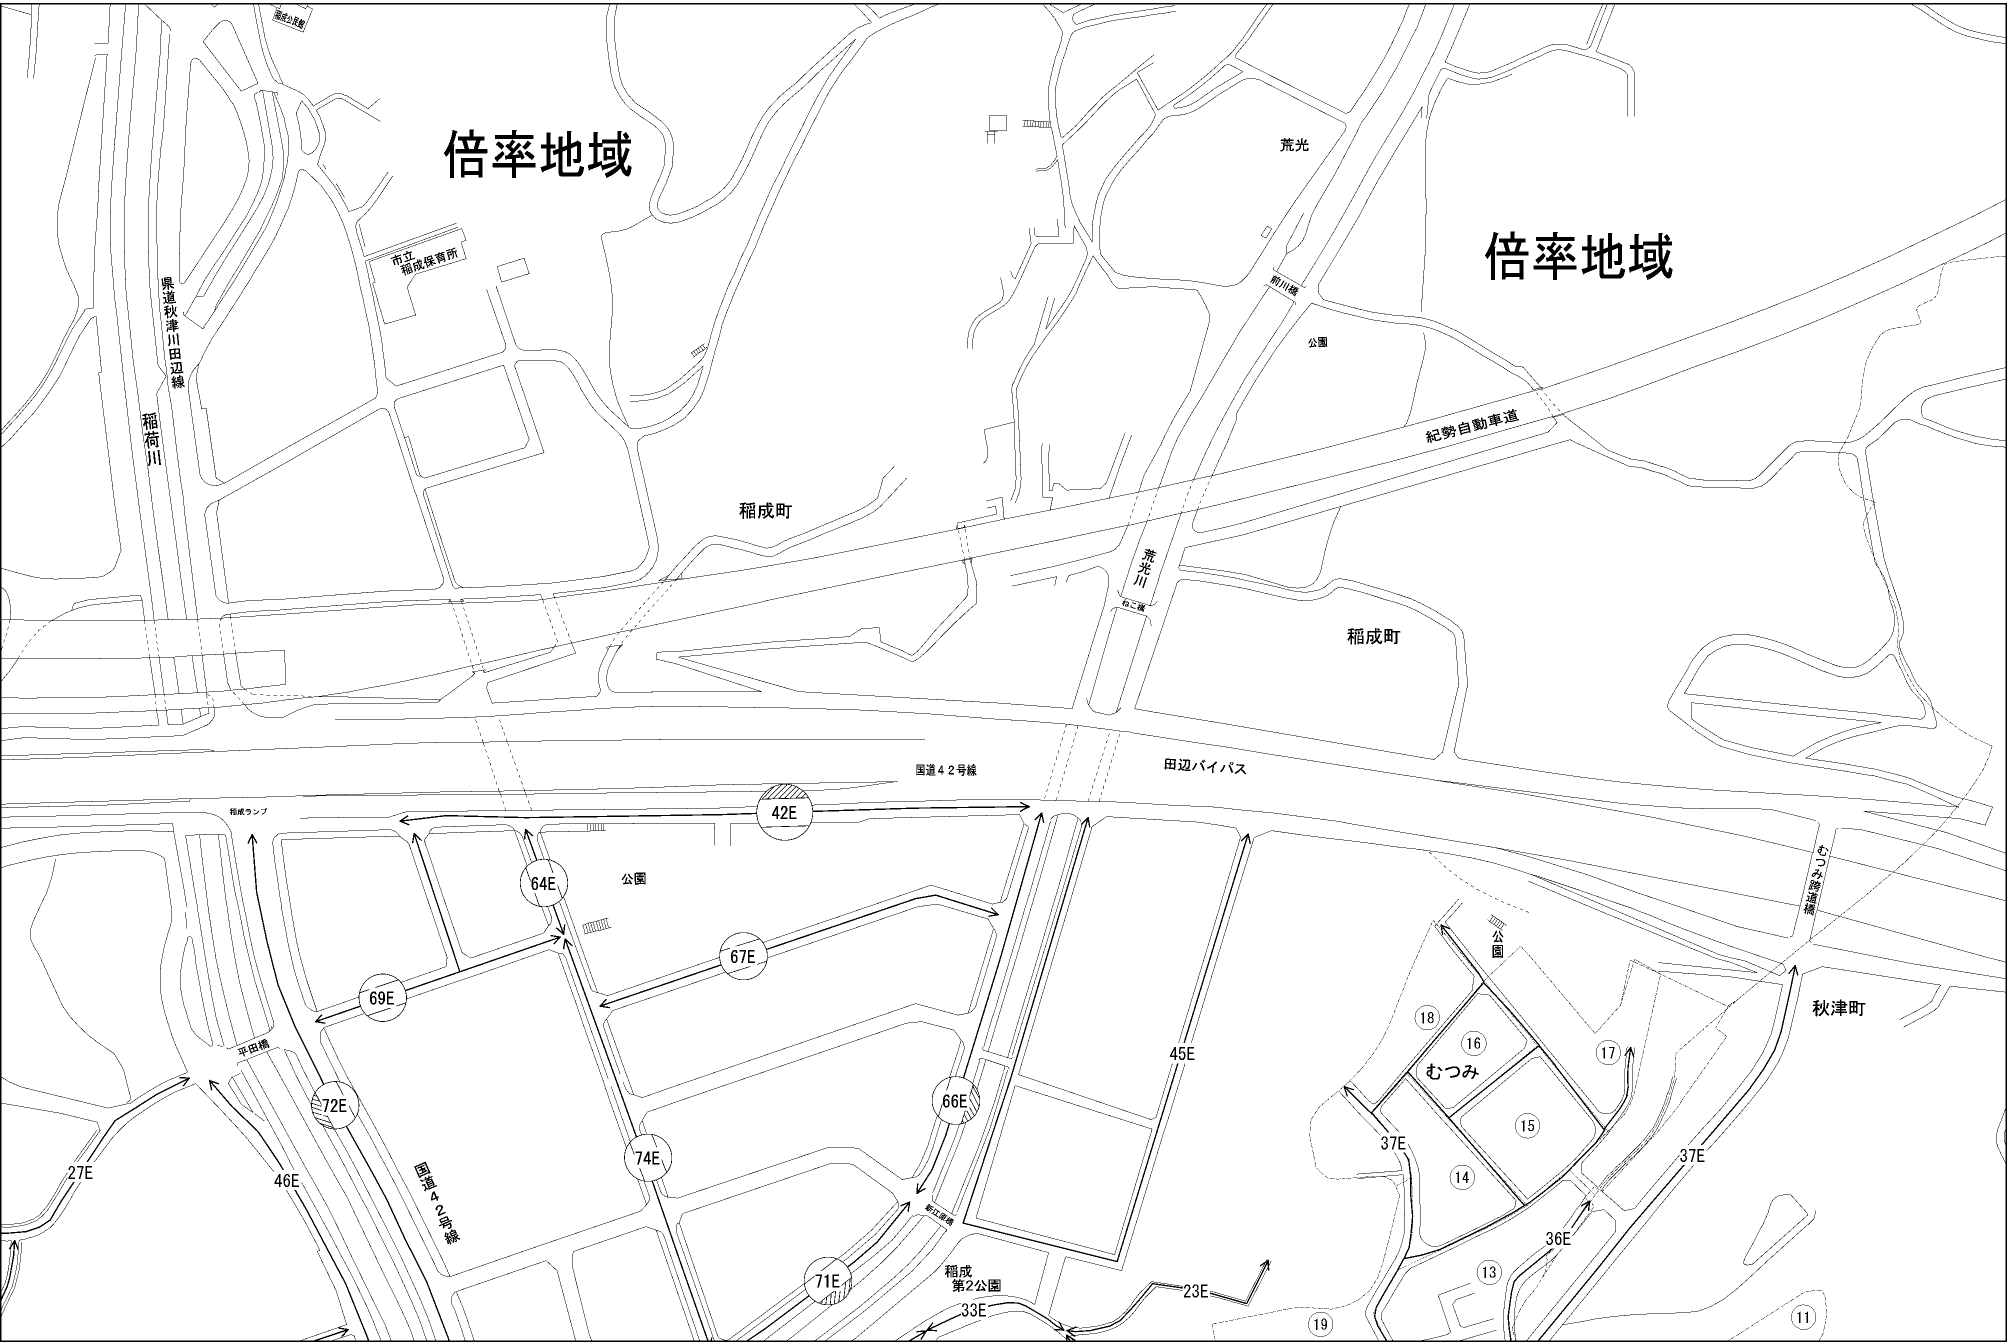 稲成公民館
倍率地域
荒光
倍率地域
市立
稲成保育所
県道秋津川田辺線
前川橋
公園
稲荷川
紀勢自動車道
稲成町
荒光川
ねこ橋
稲成町
国道42号線
田辺バイパス
稲成ランプ
42E
むつみ跨道橋
64E
公園
公園
67E
69E
秋津町
18
16
17
平田橋
45E
むつみ
72E
66E
15
37E
74E
37E
27E
46E
14
国道42号線
新江原橋
36E
稲成
第2公園
71E
13
23E
33E
19
11